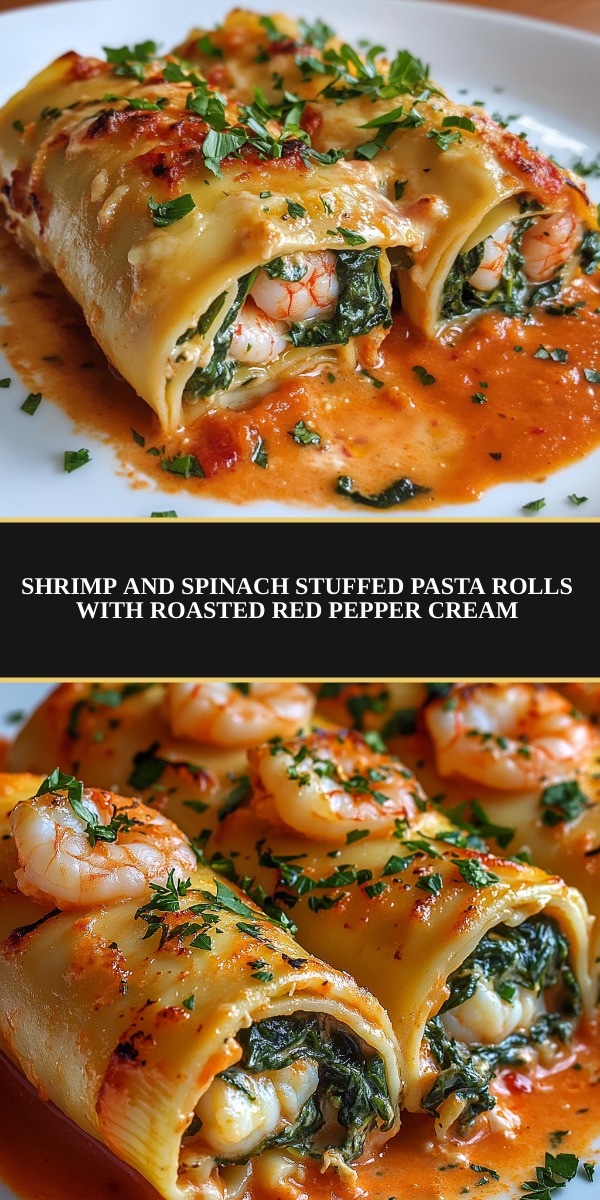 SHRIMP AND SPINACH STUFFED PASTA ROLLS
WITH ROASTED RED PEPPER CREAM